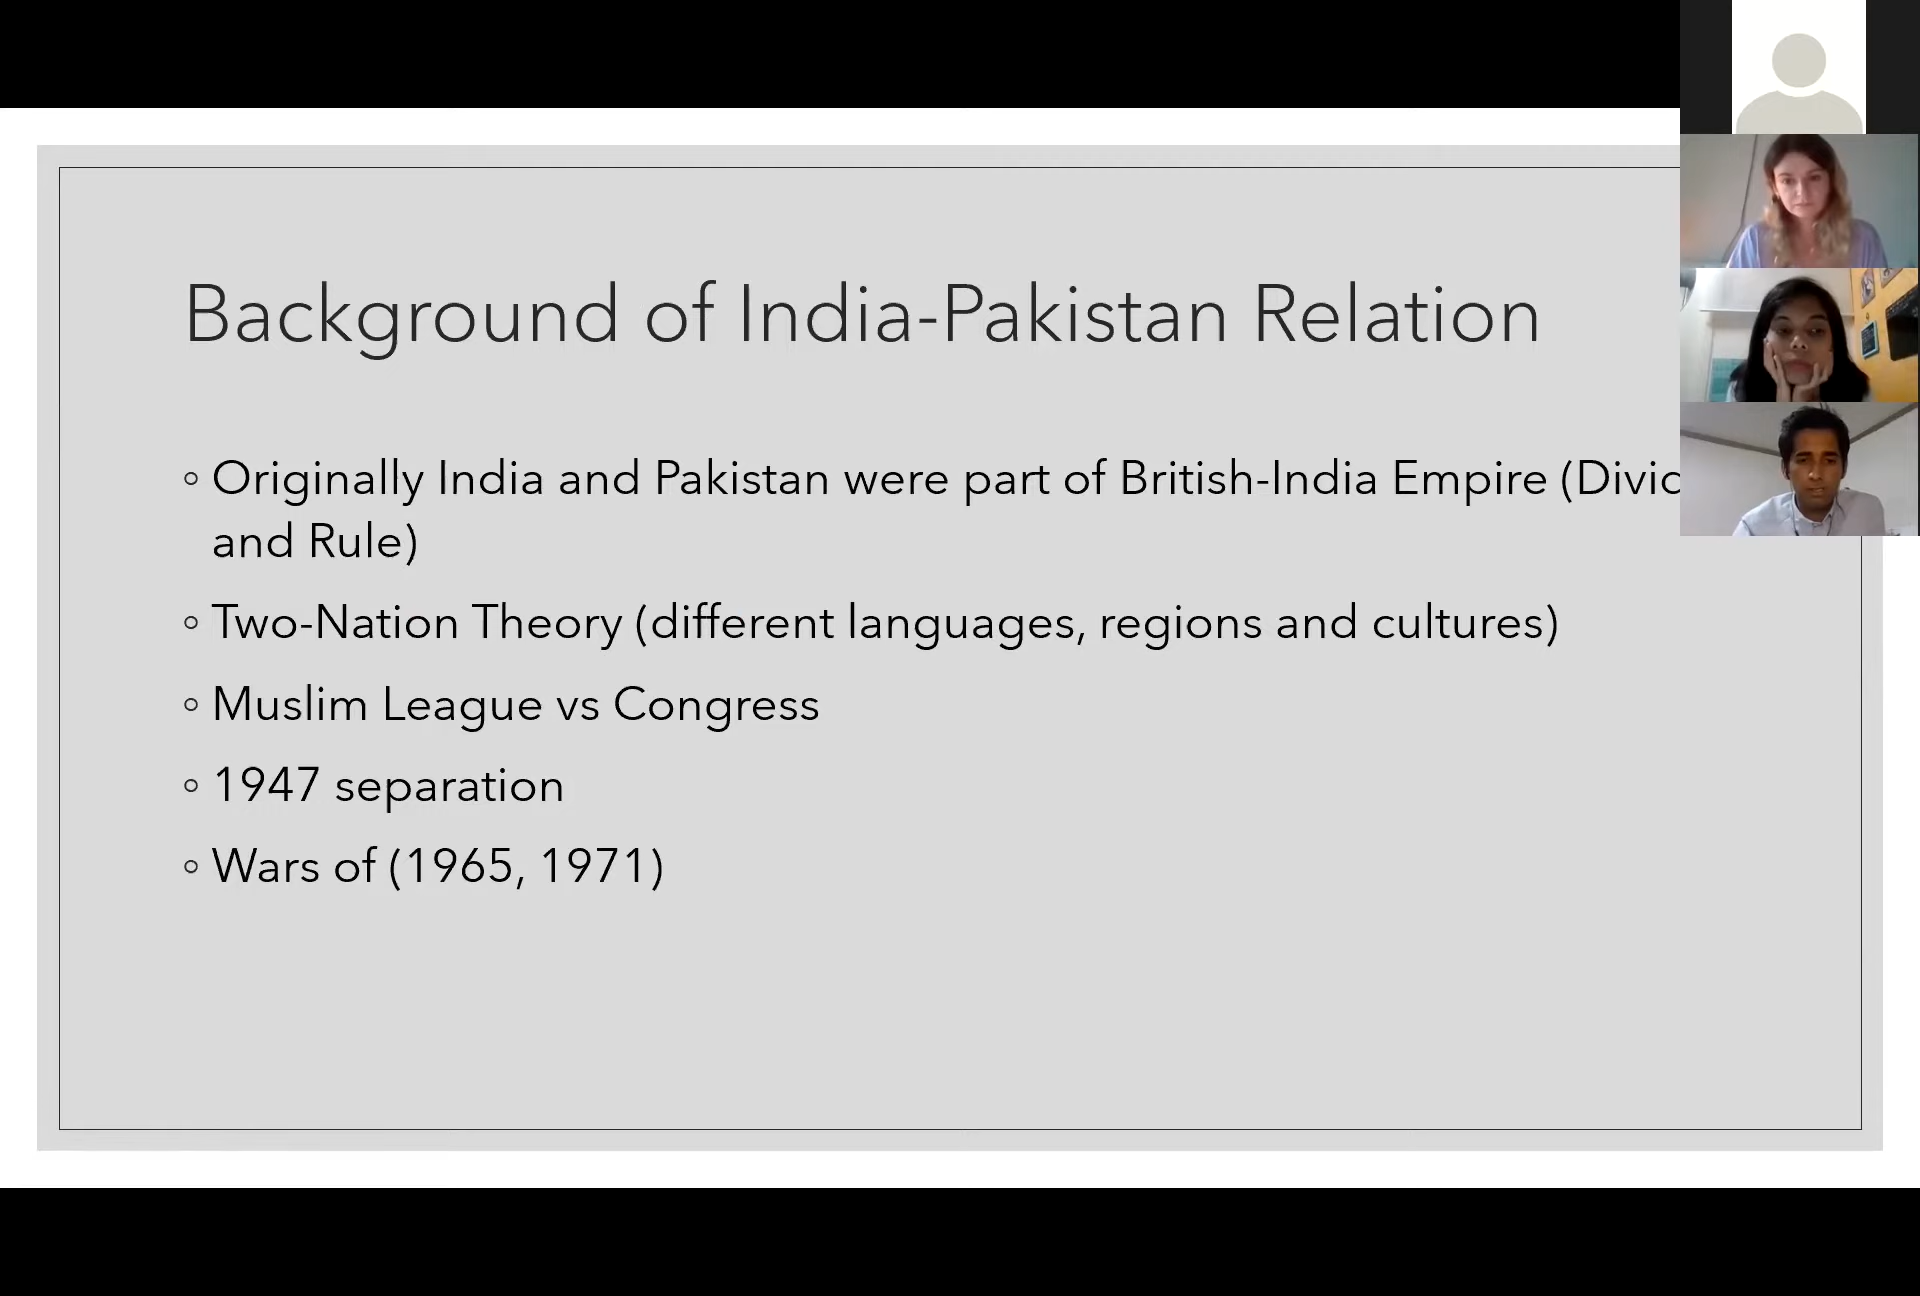 Background of India-Pakistan Relation
◦ Originally India and Pakistan were part of British-India Empire
and Rule)
◦ Two-Nation Theory (different languages, regions and cultures)
◦ Muslim League vs Congress
◦ 1947 separation
◦ Wars of (1965, 1971)